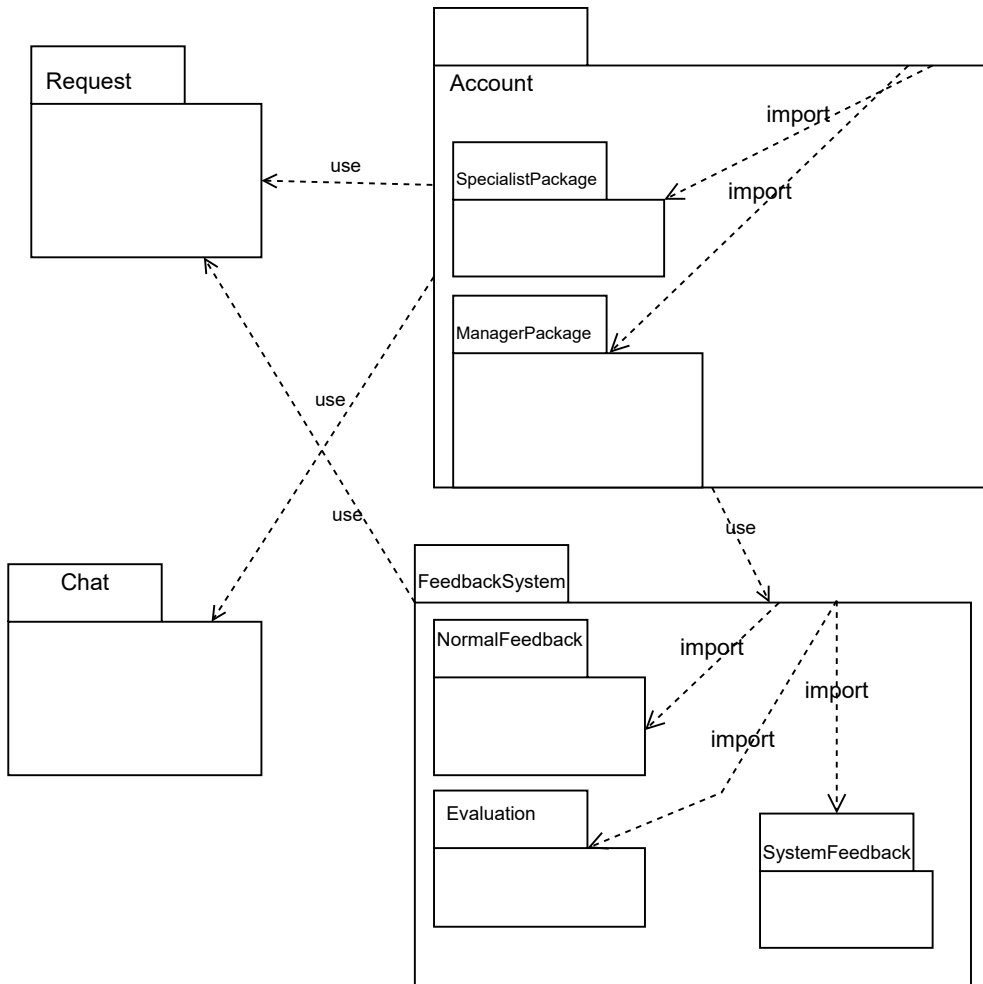 Request
Account
import
use
SpecialistPackage
import
ManagerPackage
use
use
use
Chat
FeedbackSystem
NormalFeedback
import
import
import
Evaluation
SystemFeedback